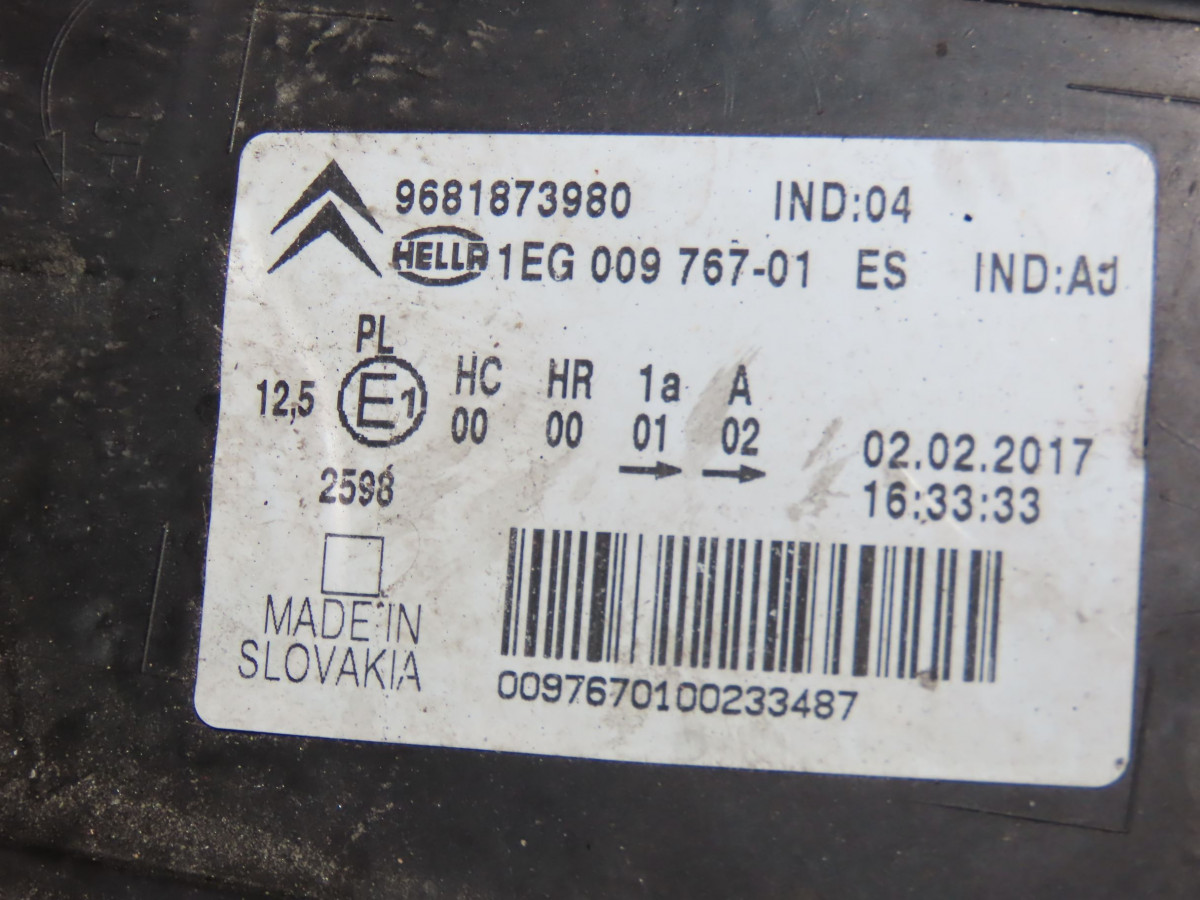 9681873980 IND:04
HELLA 1EG 009 767-01 ES IND:AJ
PL
12,5 E1 HC HR 1a A
00 00 01 02
2598
02.02.2017
16:33:33
MADE IN
SLOVAKIA
0097670100233487